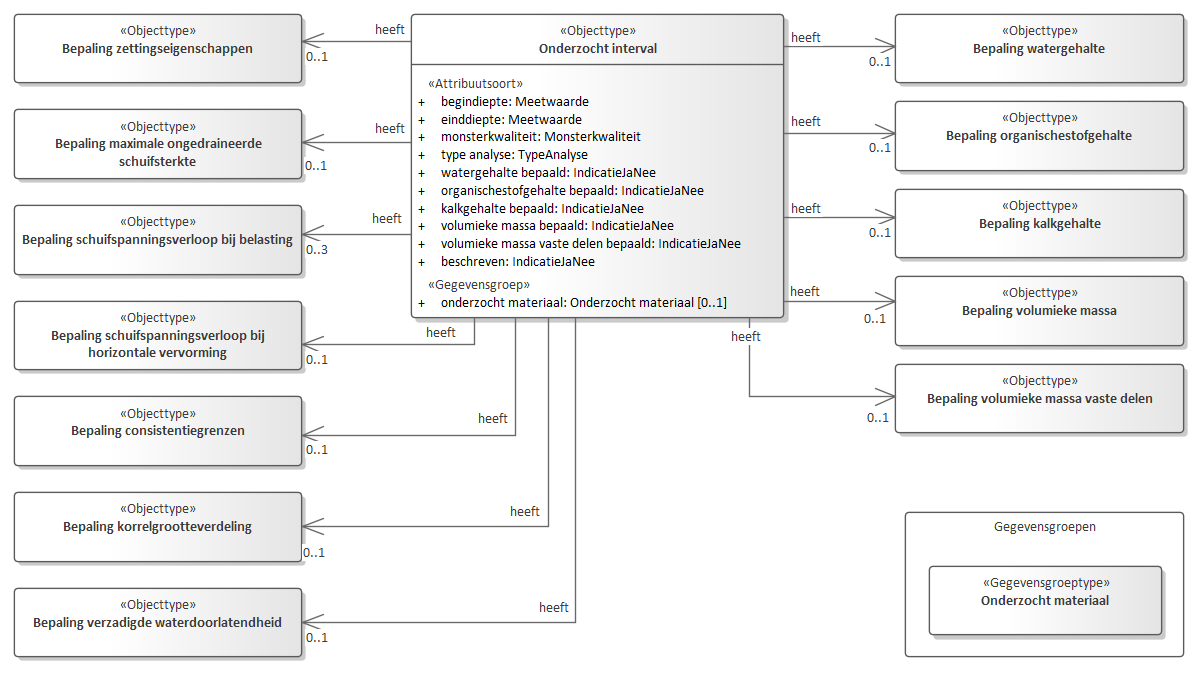 «Objecttype»
Bepaling zettingseigenschappen
heeft
0..1
«Objecttype»
Bepaling maximale ongedraineerde
schuifsterkte
heeft
0..1
«Objecttype»
Bepaling schuifspanningsverloop bij belasting
heeft
0..3
«Objecttype»
Bepaling schuifspanningsverloop bij
horizontale vervorming
heeft
0..1
«Objecttype»
Bepaling consistentiegrenzen
heeft
0..1
«Objecttype»
Bepaling korrelgrootteverdeling
heeft
0..1
«Objecttype»
Bepaling verzadigde waterdoorlatendheid
heeft
0..1
«Objecttype»
Onderzocht interval
«Attribuutsoort»
+ begindiepte: Meetwaarde
+ einddiepte: Meetwaarde
+ monsterkwaliteit: Monsterkwaliteit
+ type analyse: TypeAnalyse
+ watergehalte bepaald: IndicatieJaNee
+ organischestofgehalte bepaald: IndicatieJaNee
+ kalkgehalte bepaald: IndicatieJaNee
+ volumieke massa bepaald: IndicatieJaNee
+ volumieke massa vaste delen bepaald: IndicatieJaNee
+ beschreven: IndicatieJaNee
«Gegevensgroep»
+ onderzocht materiaal: Onderzocht materiaal [0..1]
heeft
0..1
«Objecttype»
Bepaling watergehalte
heeft
0..1
«Objecttype»
Bepaling organischestofgehalte
heeft
0..1
«Objecttype»
Bepaling kalkgehalte
heeft
0..1
«Objecttype»
Bepaling volumieke massa
heeft
0..1
«Objecttype»
Bepaling volumieke massa vaste delen
Gegevensgroepen
«Gegevensgroeptype»
Onderzocht materiaal